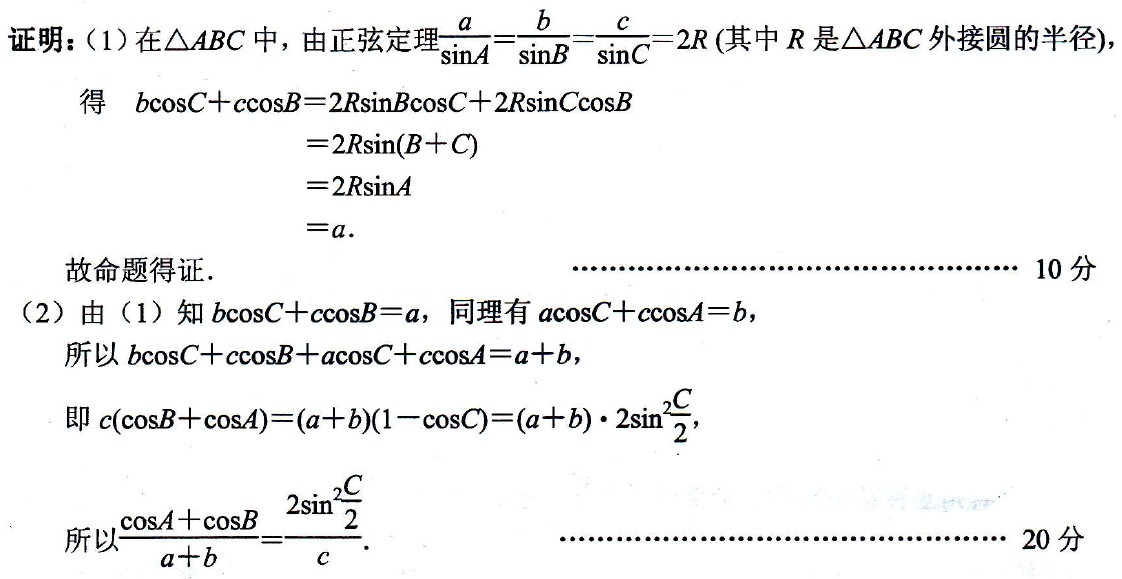 证明：（1）在△ABC 中，由正弦定理a/sinA=b/sinB=c/sinC=2R (其中 R 是△ABC 外接圆的半径)，
得 bcosC＋ccosB＝2RsinBcosC＋2RsinCcosB
＝2Rsin(B＋C)
＝2RsinA
＝a．
故命题得证． ………………………………………… 10 分
（2）由（1）知 bcosC＋ccosB＝a，同理有 acosC＋ccosA＝b，
所以 bcosC＋ccosB＋acosC＋ccosA＝a＋b，
即 c(cosB＋cosA)＝(a＋b)(1－cosC)＝(a＋b)·2sin²C/2，
所以(cosA＋cosB)/(a＋b)＝(2sin²C/2)/c． ………………………………………… 20 分